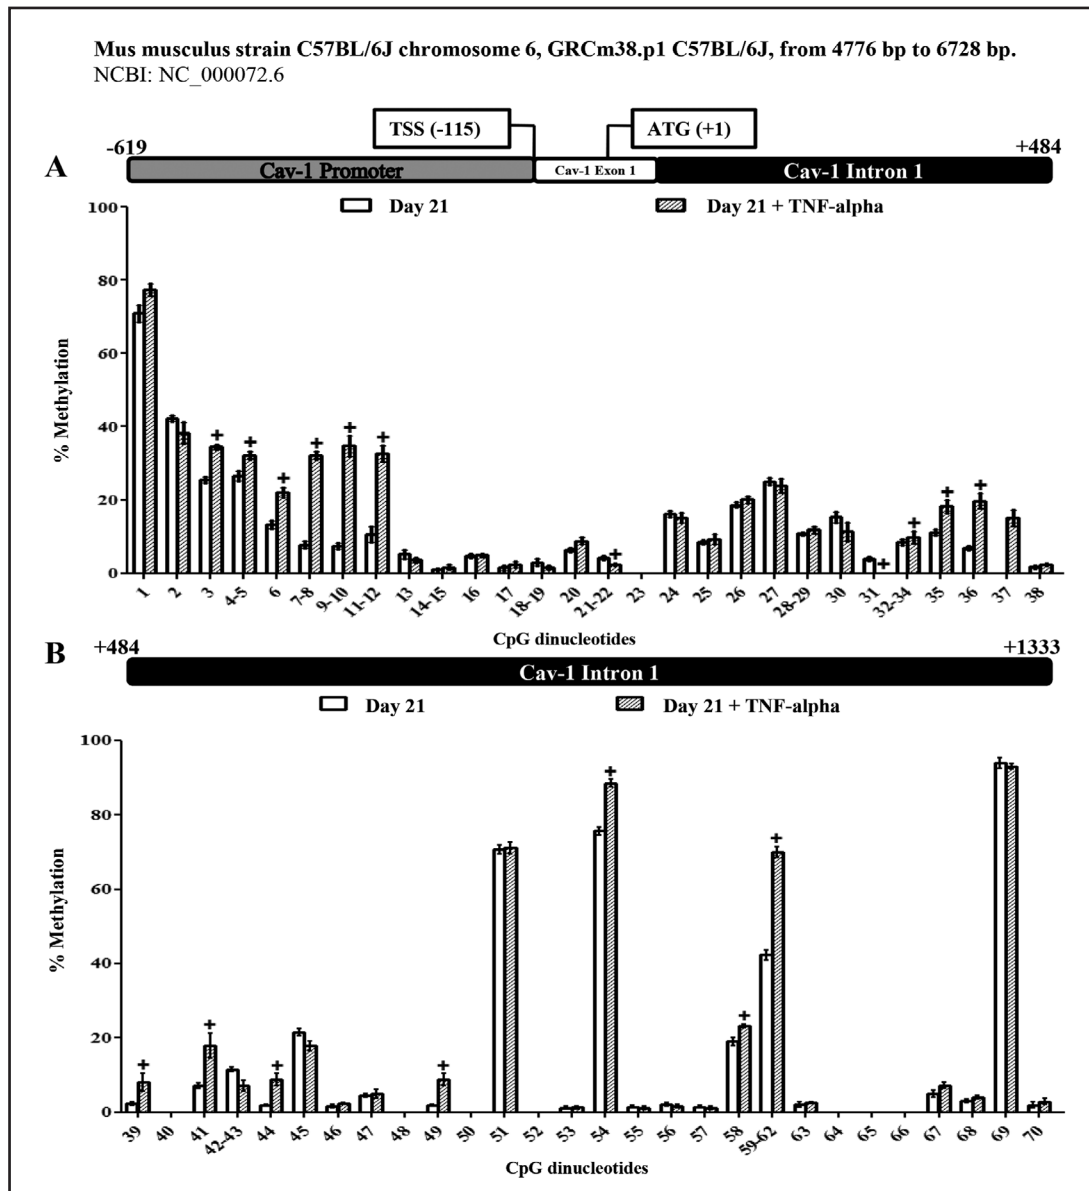 Mus musculus strain C57BL/6J chromosome 6, GRCm38.p1 C57BL/6J, from 4776 bp to 6728 bp.
NCBI: NC_000072.6
TSS (-115) ATG (+1)
-619 +484
A Cav-1 Promoter Cav-1 Exon 1 Cav-1 Intron 1
Day 21 Day 21 + TNF-alpha
100
80
60
40
20
0
% Methylation
+ + + + + + + + + + +
1 2 3 4-5 6 7-8 9-10 11-12 13 14-15 16 17 18-19 20 21-22 23 24 25 26 27 28-29 30 31 32-34 35 36 37 38
CpG dinucleotides
+484 +1333
B Cav-1 Intron 1
Day 21 Day 21 + TNF-alpha
100
80
60
40
20
0
% Methylation
+ + + + + + +
39 40 41 42-43 44 45 46 47 48 49 50 51 52 53 54 55 56 57 58 59-62 63 64 65 66 67 68 69 70
CpG dinucleotides